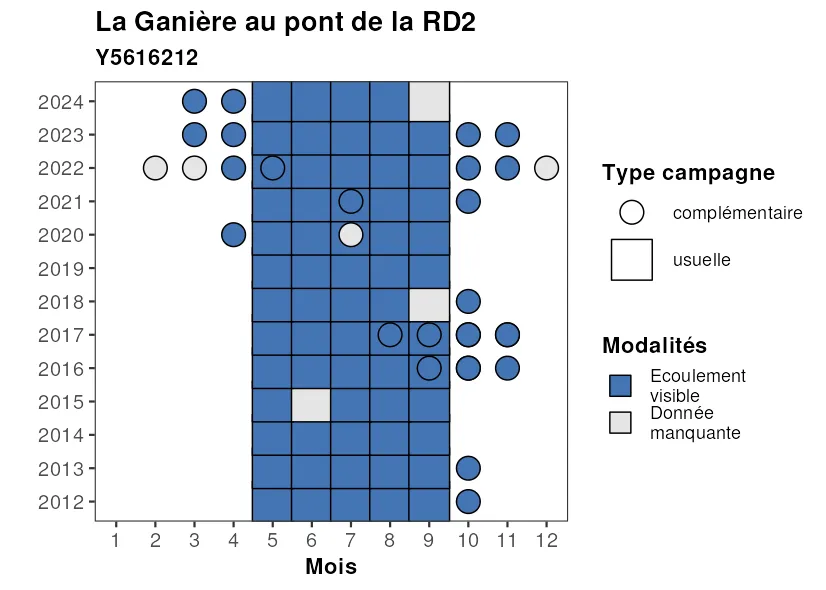 La Ganière au pont de la RD2
Y5616212
2024
2023
2022
2021
2020
2019
2018
2017
2016
2015
2014
2013
2012
1 2 3 4 5 6 7 8 9 10 11 12
Mois
Type campagne
complémentaire
usuelle
Modalités
Ecoulement
visible
Donnée
manquante